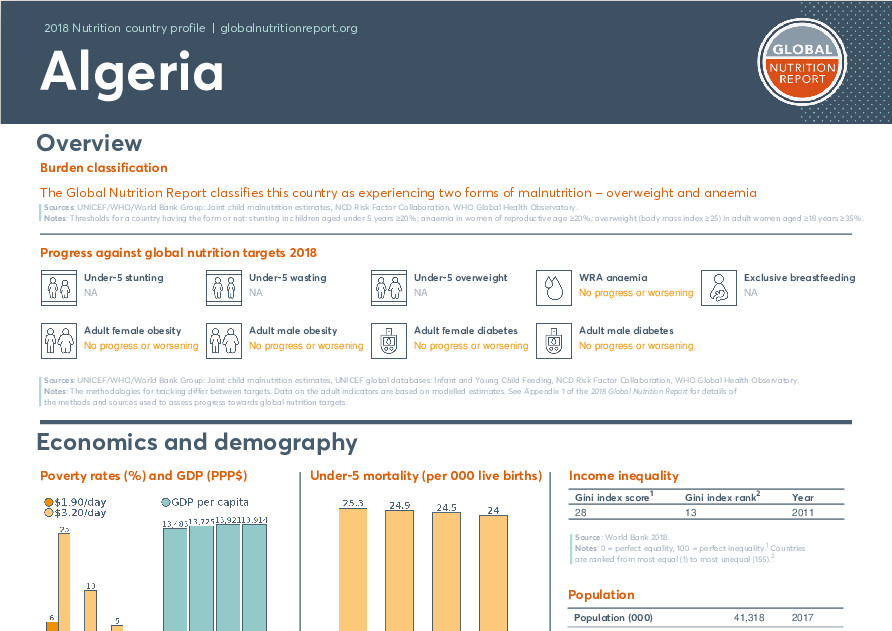 2018 Nutrition country profile | globalnutritionreport.org
Algeria
GLOBAL
NUTRITION
REPORT
Overview
Burden classification
The Global Nutrition Report classifies this country as experiencing two forms of malnutrition – overweight and anaemia
Sources: UNICEF/WHO/World Bank Group: Joint child malnutrition estimates, NCD Risk Factor Collaboration, WHO Global Health Observatory.
Notes: Thresholds for a country having the form or not: stunting in children aged under 5 years ≥20%; anaemia in women of reproductive age ≥20%; overweight (body mass index ≥25) in adult women aged ≥18 years ≥35%.
Progress against global nutrition targets 2018
Under-5 stunting
NA
Under-5 wasting
NA
Under-5 overweight
NA
WRA anaemia
No progress or worsening
Exclusive breastfeeding
NA
Adult female obesity
No progress or worsening
Adult male obesity
No progress or worsening
Adult female diabetes
No progress or worsening
Adult male diabetes
No progress or worsening
Sources: UNICEF/WHO/World Bank Group: Joint child malnutrition estimates, UNICEF global databases: Infant and Young Child Feeding, NCD Risk Factor Collaboration, WHO Global Health Observatory.
Notes: The methodologies for tracking differ between targets. Data on the adult indicators are based on modelled estimates. See Appendix 1 of the 2018 Global Nutrition Report for details of
the methods and sources used to assess progress towards global nutrition targets.
Economics and demography
Poverty rates (%) and GDP (PPP$)
$1.90/day
$3.20/day
GDP per capita
25
13
6
5
13,483 13,725 13,921 13,914
Under-5 mortality (per 000 live births)
25.3 24.9 24.5 24
Income inequality
Gini index score1 Gini index rank2 Year
28 13 2011
Source: World Bank 2018.
Notes: 0 = perfect equality, 100 = perfect inequality.1 Countries
are ranked from most equal (1) to most unequal (155).2
Population
Population (000) 41,318 2017